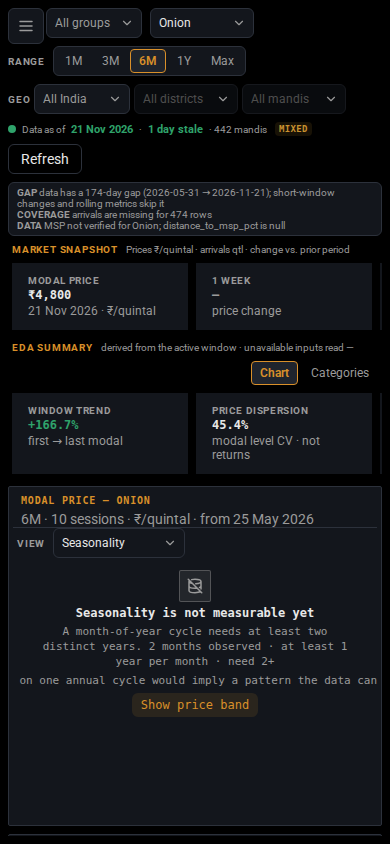 All groups
Onion
RANGE 1M 3M 6M 1Y Max
GEO All India All districts All mandis
Data as of 21 Nov 2026 · 1 day stale · 442 mandis MIXED
Refresh
GAP data has a 174-day gap (2026-05-31 → 2026-11-21); short-window
changes and rolling metrics skip it
COVERAGE arrivals are missing for 474 rows
DATA MSP not verified for Onion; distance_to_msp_pct is null
MARKET SNAPSHOT Prices ₹/quintal · arrivals qtl · change vs. prior period
MODAL PRICE
₹4,800
21 Nov 2026 · ₹/quintal
1 WEEK
—
price change
EDA SUMMARY derived from the active window · unavailable inputs read —
Chart Categories
WINDOW TREND
+166.7%
first → last modal
PRICE DISPERSION
45.4%
modal level CV · not
returns
MODAL PRICE — ONION
6M · 10 sessions · ₹/quintal · from 25 May 2026
VIEW Seasonality
Seasonality is not measurable yet
A month-of-year cycle needs at least two
distinct years. 2 months observed · at least 1
year per month · need 2+
on one annual cycle would imply a pattern the data can
Show price band